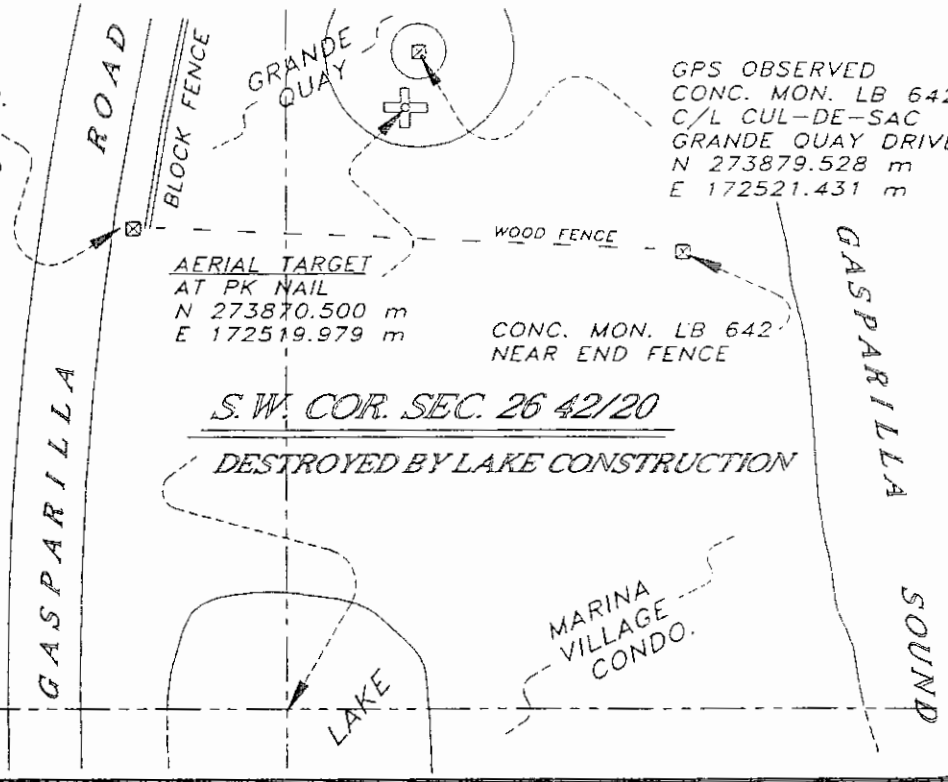 ROAD
BLOCK FENCE
GRANDE
QUAY
GPS OBSERVED
CONC. MON. LB 642
C/L CUL-DE-SAC
GRANDE QUAY DRIVE
N 273879.528 m
E 172521.431 m
WOOD FENCE
AERIAL TARGET
AT PK NAIL
N 273870.500 m
E 172519.979 m
CONC. MON. LB 642
NEAR END FENCE
GASPARILLA
S.W. COR. SEC. 26 42/20
DESTROYED BY LAKE CONSTRUCTION
GASPARILLA
MARINA
VILLAGE
CONDO.
SOUND
LAKE